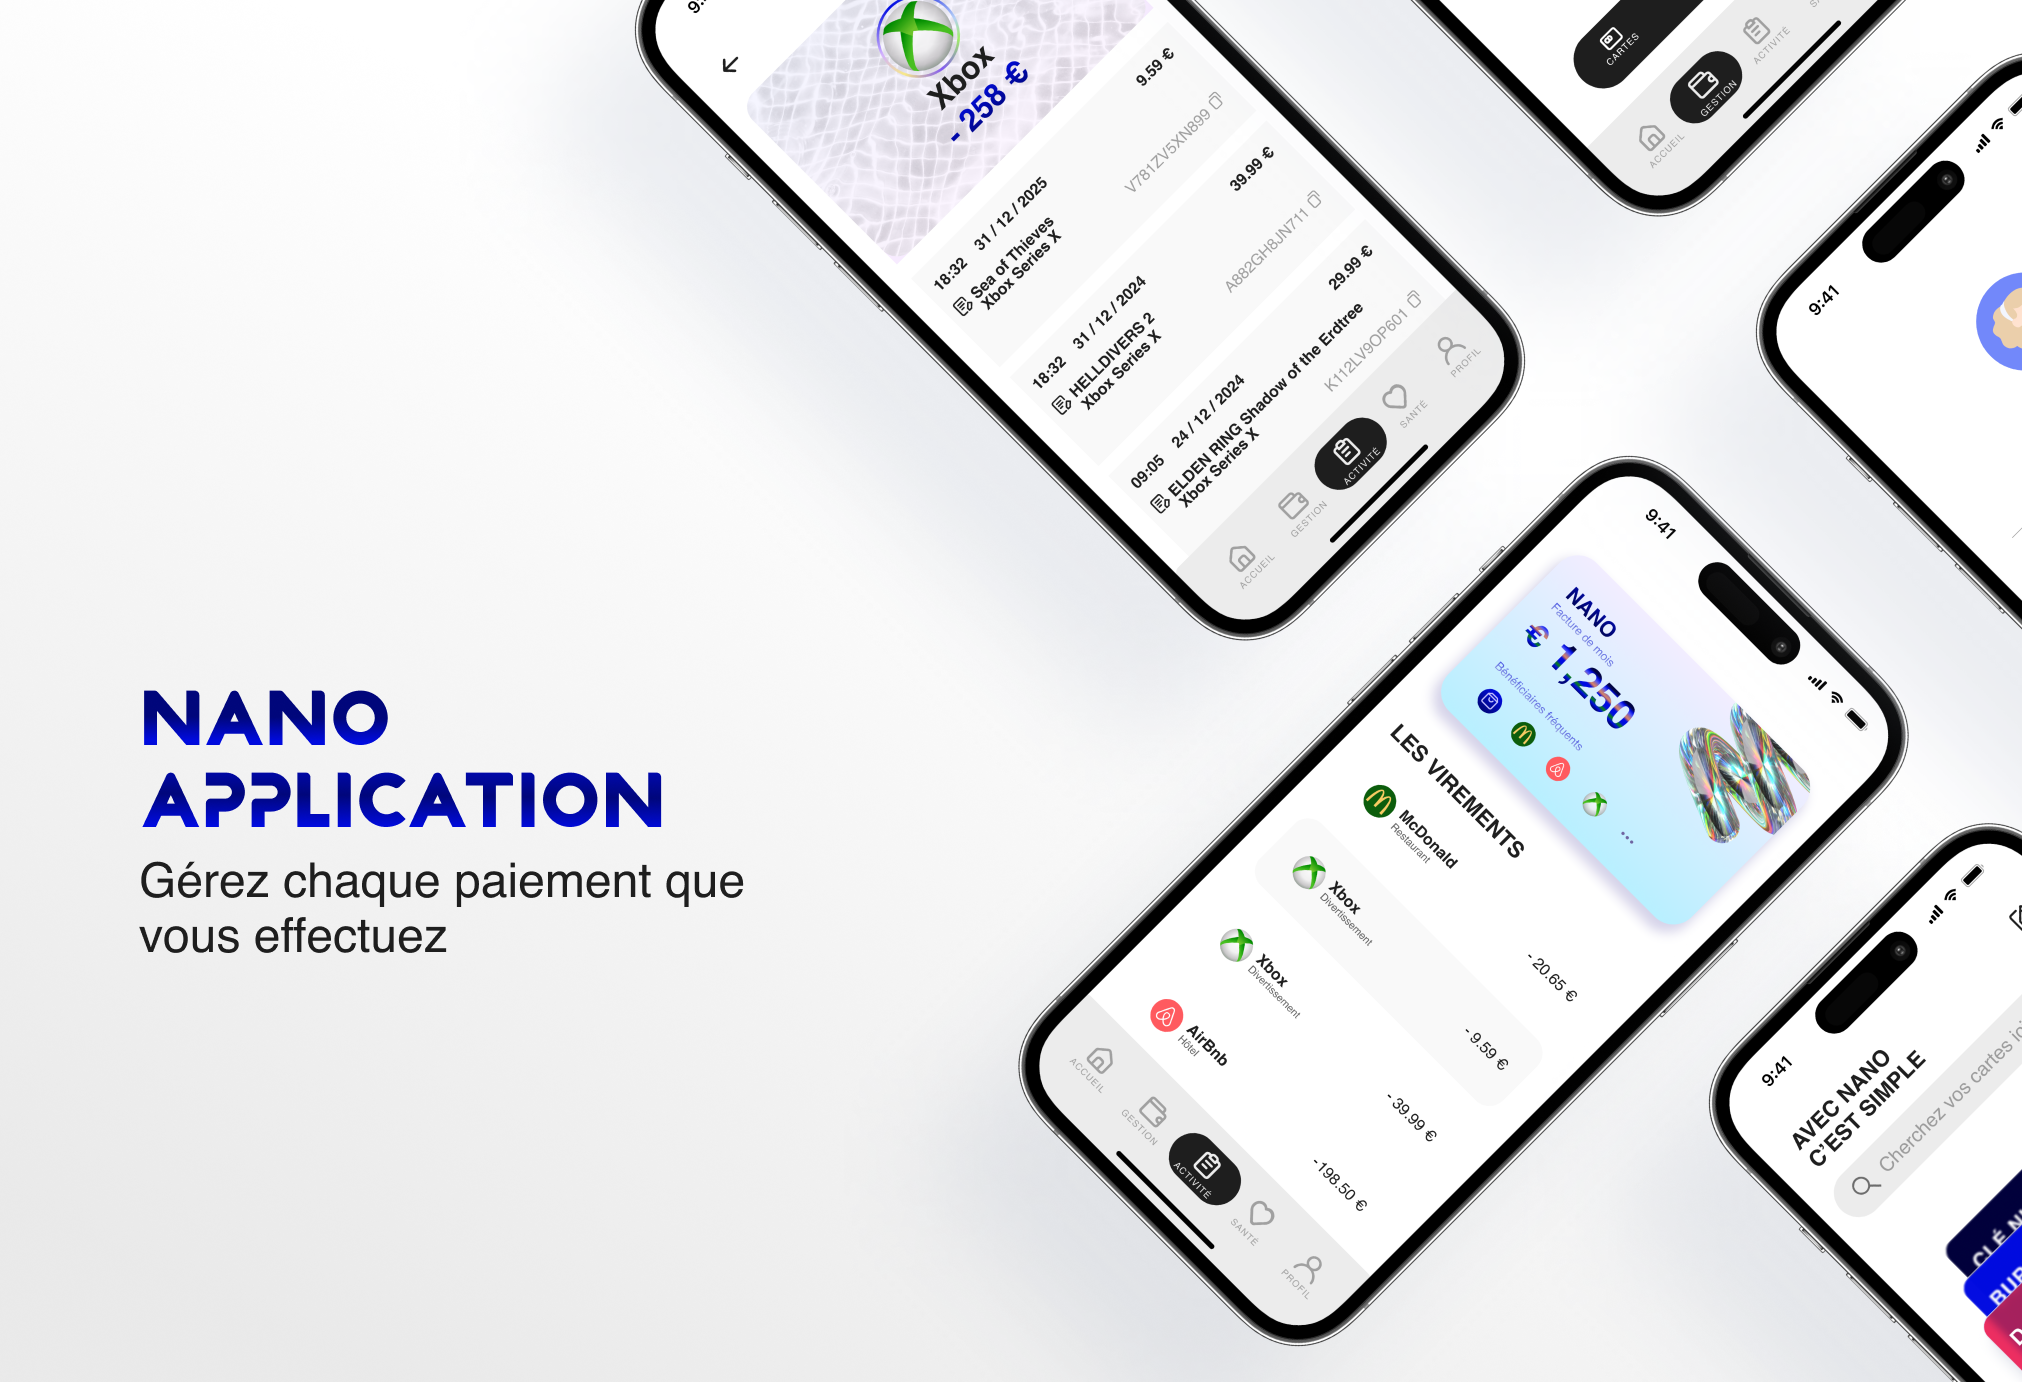 NANO
APPLICATION
Gérez chaque paiement que
vous effectuez
Xbox
- 258 €
9.59 €
18:32 31 / 12 / 2025
Sea of Thieves
Xbox Series X
V781ZV5XN899
39.99 €
18:32 31 / 12 / 2024
HELLDIVERS 2
Xbox Series X
A882GH8JN711
29.99 €
09:05 24 / 12 / 2024
ELDEN RING Shadow of the Erdtree
Xbox Series X
K112LV9OP601
ACCUEIL
GESTION
ACTIVITÉ
SANTÉ
PROFIL
CARTES
ACCUEIL
GESTION
ACTIVITÉ
9:41
9:41
NANO
Facture de mois
€ 1,250
Bénéficiaires fréquents
LES VIREMENTS
McDonald
Restaurant
- 20.65 €
Xbox
Divertissement
- 9.59 €
Xbox
Divertissement
- 39.99 €
AirBnb
Hôtel
-198.50 €
ACCUEIL
GESTION
ACTIVITÉ
SANTÉ
PROFIL
9:41
AVEC NANO
C'EST SIMPLE
Cherchez vos cartes ici
CLÉ